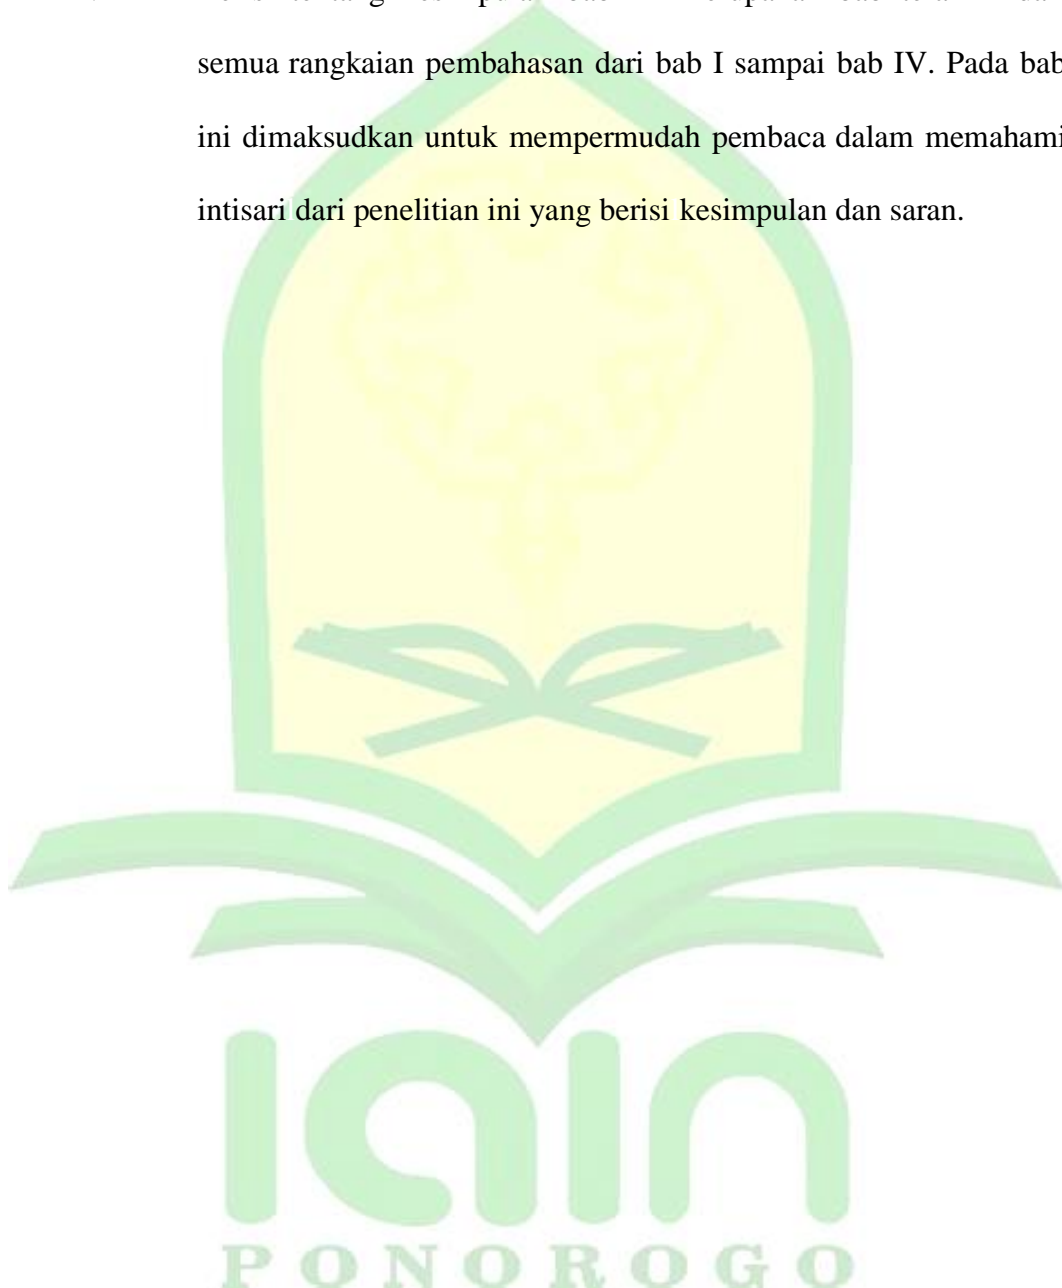 semua rangkaian pembahasan dari bab I sampai bab IV. Pada bab
ini dimaksudkan untuk mempermudah pembaca dalam memahami
intisari dari penelitian ini yang berisi kesimpulan dan saran.
iain
PONOROGO